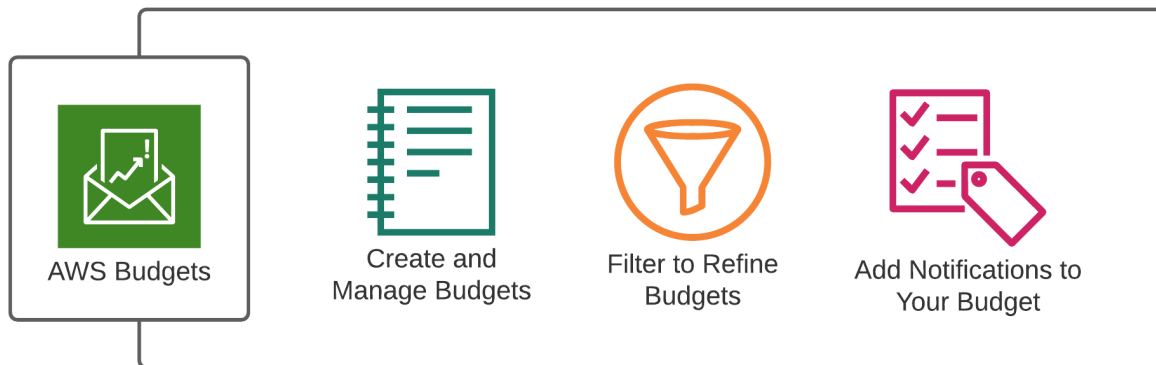 AWS Budgets
Create and
Manage Budgets
Filter to Refine
Budgets
Add Notifications to
Your Budget